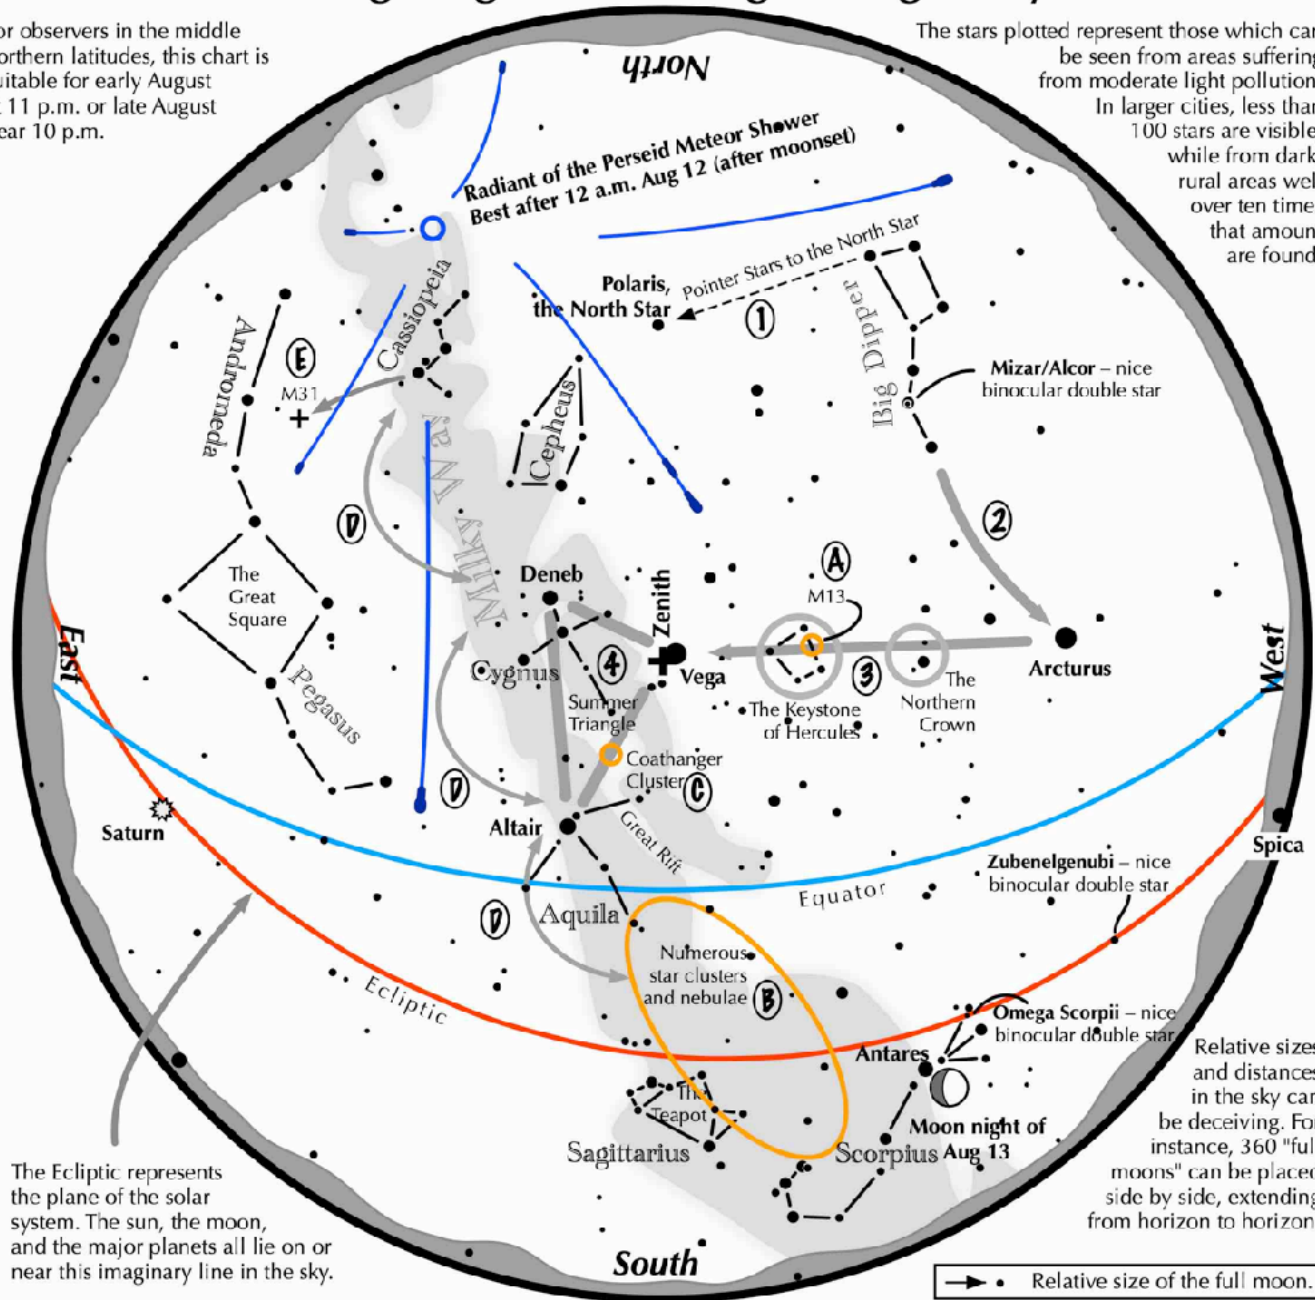 or observers in the middle
orthern latitudes, this chart is
uitable for early August
11 p.m. or late August
ear 10 p.m.
The stars plotted represent those which can
be seen from areas suffering
from moderate light pollution
In larger cities, less than
100 stars are visible
while from dark
rural areas wel
over ten time
that amoun
are found
North
Radiant of the Perseid Meteor Shower
Best after 12 a.m. Aug 12 (after moonset)
Polaris,
the North Star
Pointer Stars to the North Star
1
Big Dipper
Mizar/Alcor – nice
binocular double star
Cassiopeia
Andromeda
E
M31
Cepheus
Milky Way
D
2
A
M13
Deneb
Zenith
The
Great
Square
East
West
Cygnus
4
Vega
3
Arcturus
Pegasus
Summer
Triangle
The Keystone
of Hercules
The
Northern
Crown
Coathanger
Cluster
C
D
Saturn
Altair
Great Rift
Spica
Zubenelgenubi – nice
binocular double star
Equator
D
Aquila
Numerous
star clusters
and nebulae
B
Ecliptic
Omega Scorpii – nice
binocular double star
Antares
The
Teapot
Sagittarius
Scorpius
Moon night of
Aug 13
Relative sizes
and distances
in the sky can
be deceiving. Fo
instance, 360 "ful
moons" can be placed
side by side, extending
from horizon to horizon
The Ecliptic represents
the plane of the solar
system. The sun, the moon,
and the major planets all lie on or
near this imaginary line in the sky.
South
Relative size of the full moon.